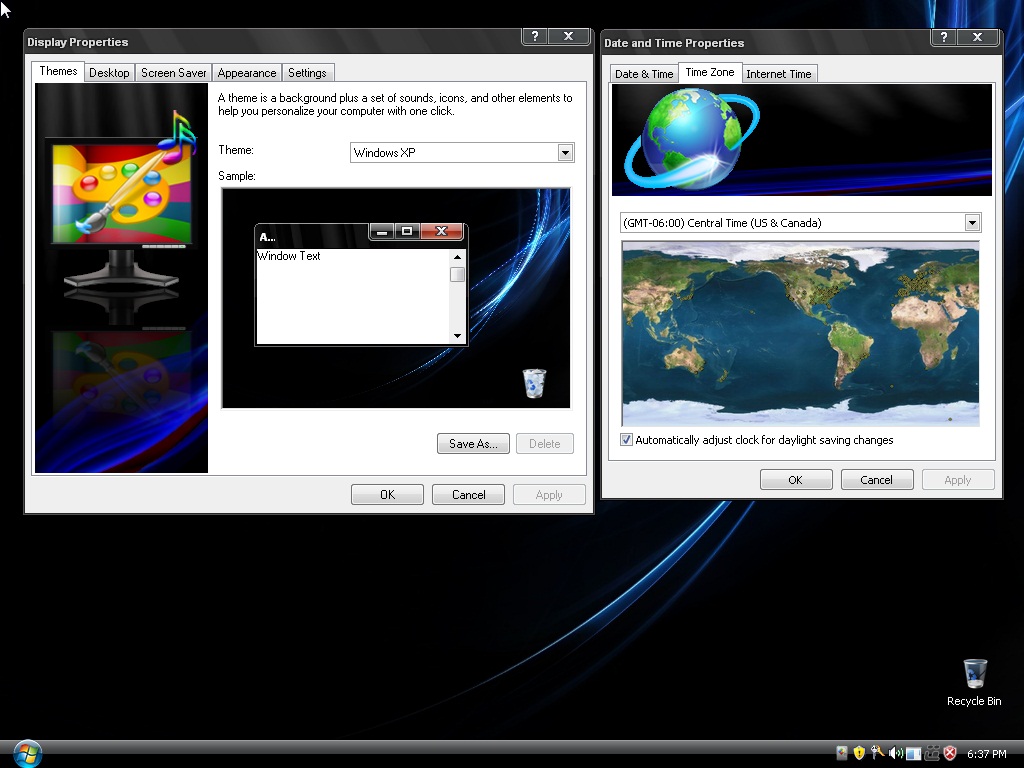 Display Properties
Themes
Desktop
Screen Saver
Appearance
Settings
A theme is a background plus a set of sounds, icons, and other elements to
help you personalize your computer with one click.
Theme:
Windows XP
Sample:
A...
Window Text
Save As...
Delete
OK
Cancel
Apply
Date and Time Properties
Date & Time
Time Zone
Internet Time
(GMT-06:00) Central Time (US & Canada)
Automatically adjust clock for daylight saving changes
OK
Cancel
Apply
Recycle Bin
6:37 PM